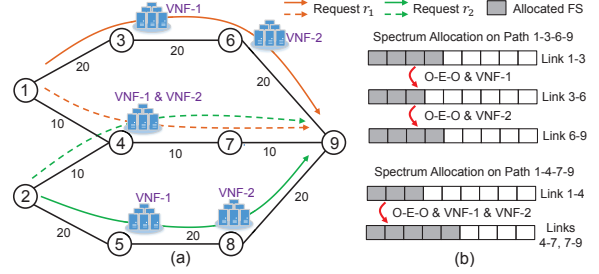 Request r1 Request r2 Allocated FS
VNF-1
VNF-2
3 20 6
20 20
1
VNF-1 & VNF-2
10
4 10 7 10 9
10
2
VNF-1 VNF-2
20
5 20 8
20
(a)
Spectrum Allocation on Path 1-3-6-9
Link 1-3
O-E-O & VNF-1
Link 3-6
O-E-O & VNF-2
Link 6-9
Spectrum Allocation on Path 1-4-7-9
Link 1-4
O-E-O & VNF-1 & VNF-2
Links
4-7, 7-9
(b)